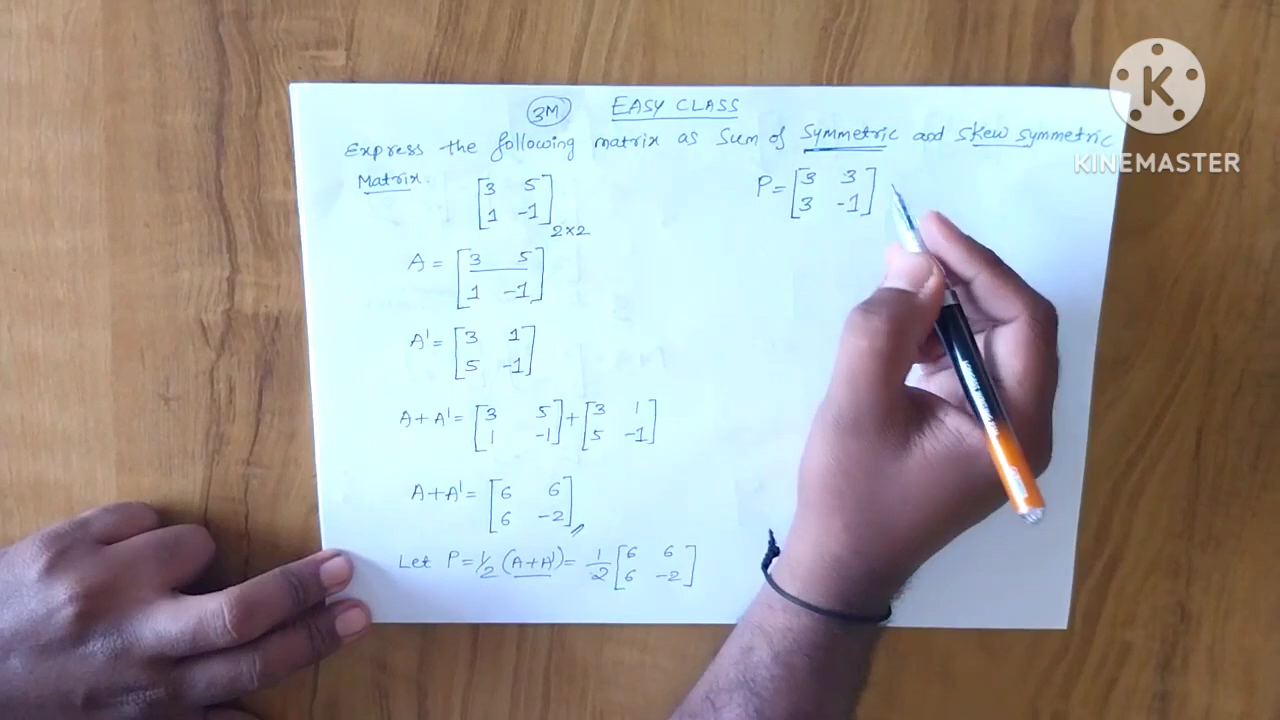 3M EASY CLASS
Express the following matrix as sum of symmetric and skew symmetric
Matrix.
[3 5
1 -1] 2×2
A = [3 5
1 -1]
A' = [3 1
5 -1]
A + A' = [3 5
1 -1] + [3 1
5 -1]
A + A' = [6 6
6 -2]
Let P = 1/2 (A + A') = 1/2 [6 6
6 -2]
P = [3 3
3 -1]
K
KINEMASTER